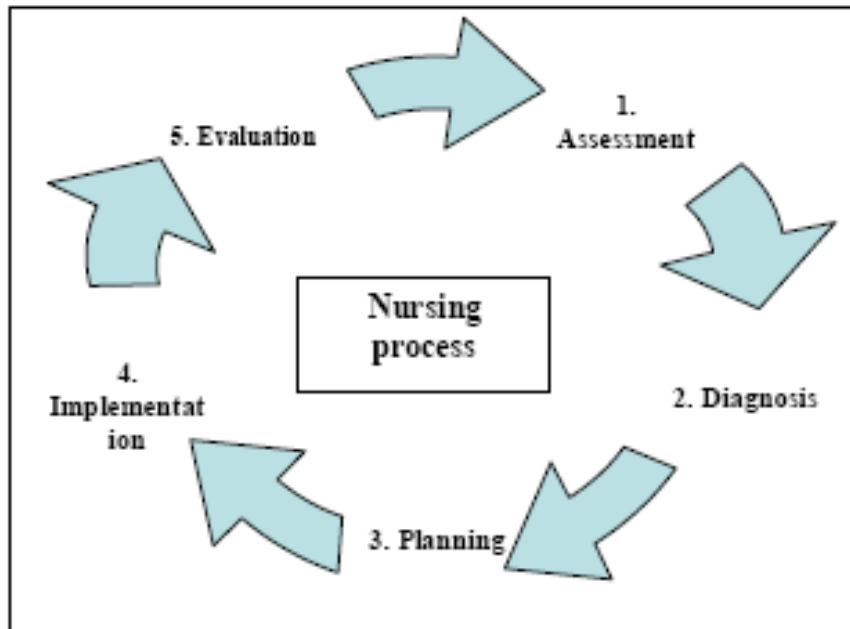 1.
Assessment
2. Diagnosis
3. Planning
4.
Implementat
ion
5. Evaluation
Nursing
process